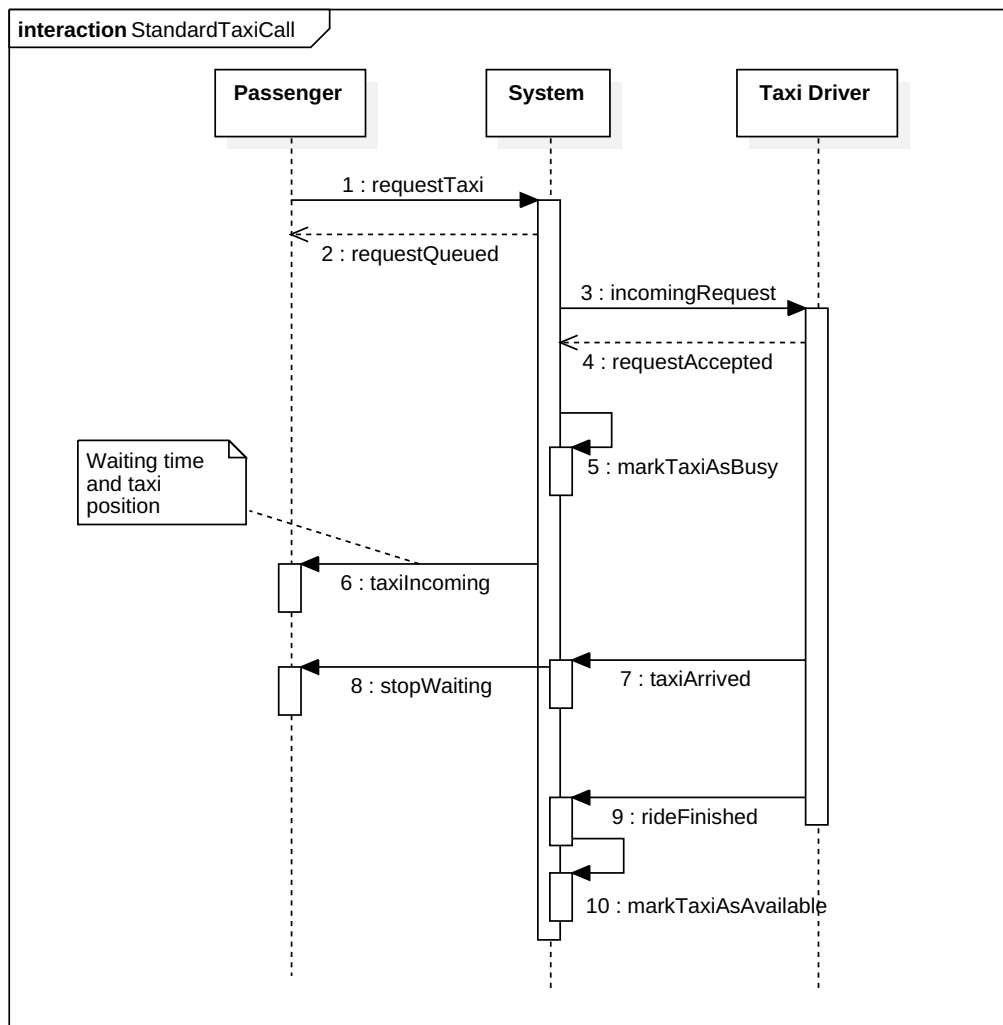 interaction StandardTaxiCall
Passenger
System
Taxi Driver
1 : requestTaxi
2 : requestQueued
3 : incomingRequest
4 : requestAccepted
5 : markTaxiAsBusy
Waiting time
and taxi
position
6 : taxiIncoming
7 : taxiArrived
8 : stopWaiting
9 : rideFinished
10 : markTaxiAsAvailable